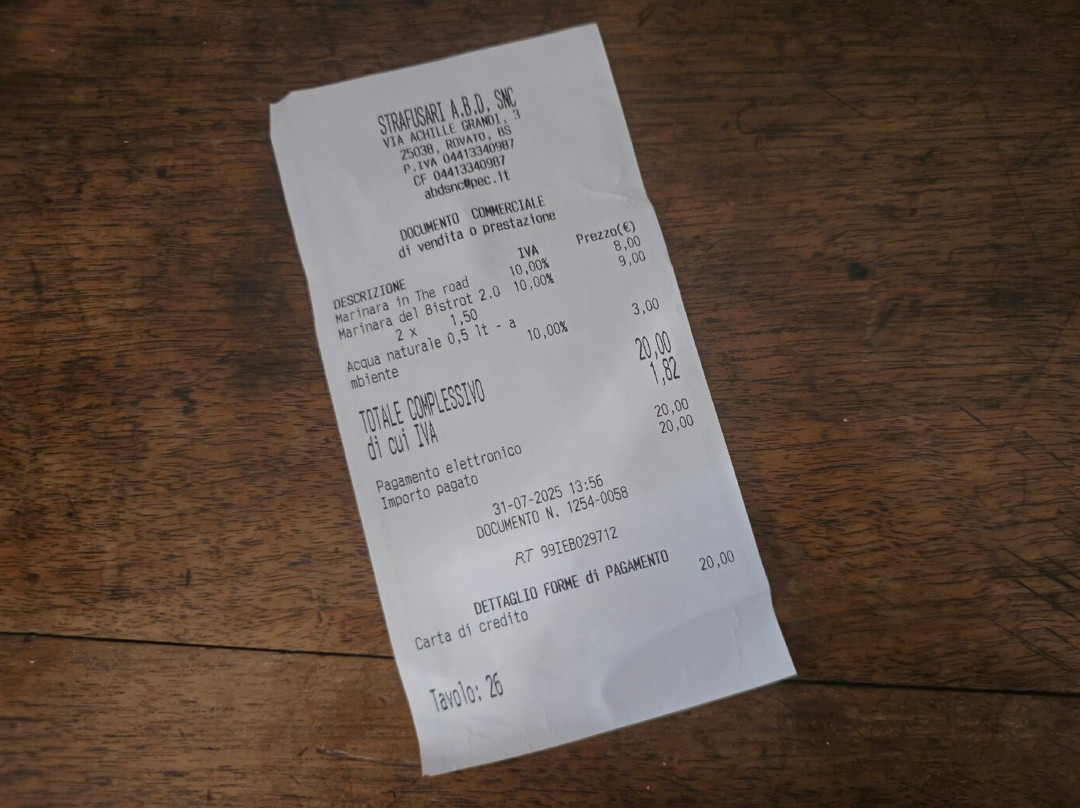 STRAFUSARI A.B.D. SNC
VIA ACHILLE GRANDI, 3
25038, ROVATO, BS
P.IVA 04413340987
CF 04413340987
abdsnc@pec.it
DOCUMENTO COMMERCIALE
di vendita o prestazione
DESCRIZIONE IVA Prezzo(€)
Marinara in The road 10,00% 8,00
Marinara del Bistrot 2.0 10,00% 9,00
2 x 1,50
Acqua naturale 0,5 lt - a 10,00% 3,00
mbiente
TOTALE COMPLESSIVO 20,00
di cui IVA 1,82
Pagamento elettronico 20,00
Importo pagato 20,00
31-07-2025 13:56
DOCUMENTO N. 1254-0058
RT 99IEB029712
DETTAGLIO FORME di PAGAMENTO
Carta di credito 20,00
Tavolo: 26